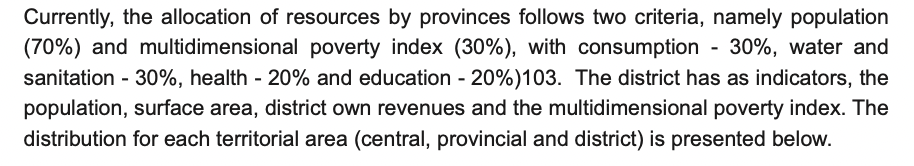 Currently, the allocation of resources by provinces follows two criteria, namely population
(70%) and multidimensional poverty index (30%), with consumption - 30%, water and
sanitation - 30%, health - 20% and education - 20%)103. The district has as indicators, the
population, surface area, district own revenues and the multidimensional poverty index. The
distribution for each territorial area (central, provincial and district) is presented below.